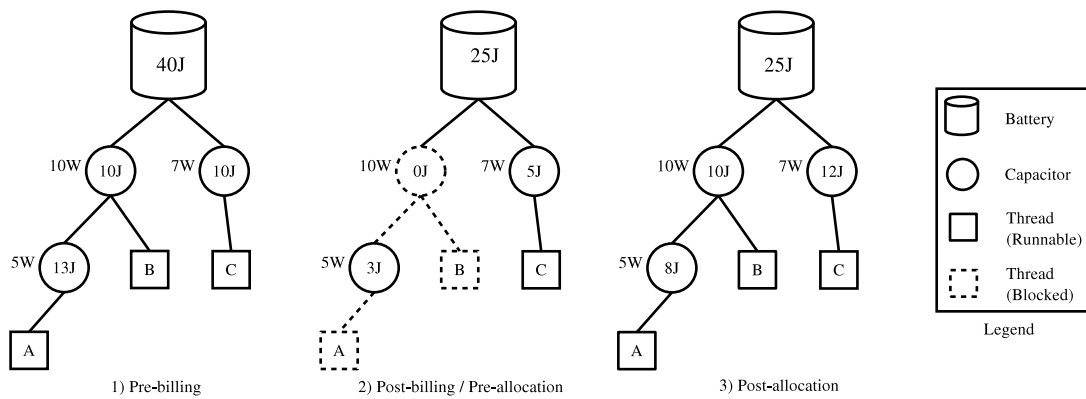 40J
10W
10J
7W
10J
5W
13J
B
C
A
1) Pre-billing
25J
10W
0J
7W
5J
5W
3J
B
C
A
2) Post-billing / Pre-allocation
25J
10W
10J
7W
12J
5W
8J
B
C
A
3) Post-allocation
Battery
Capacitor
Thread
(Runnable)
Thread
(Blocked)
Legend